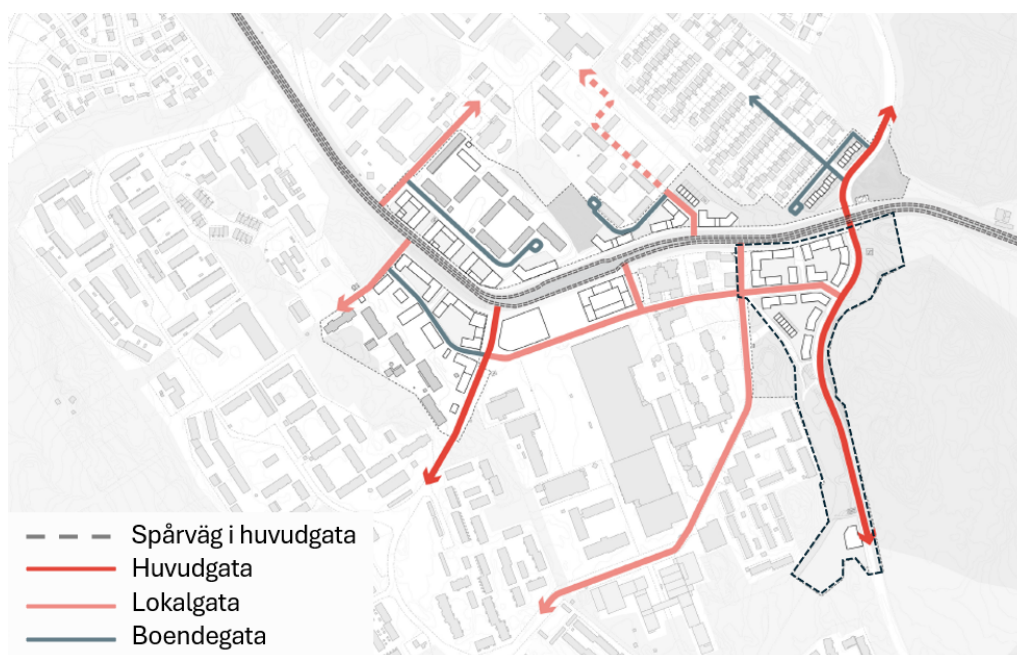 Spårväg i huvudgata
Huvudgata
Lokalgata
Boendegata